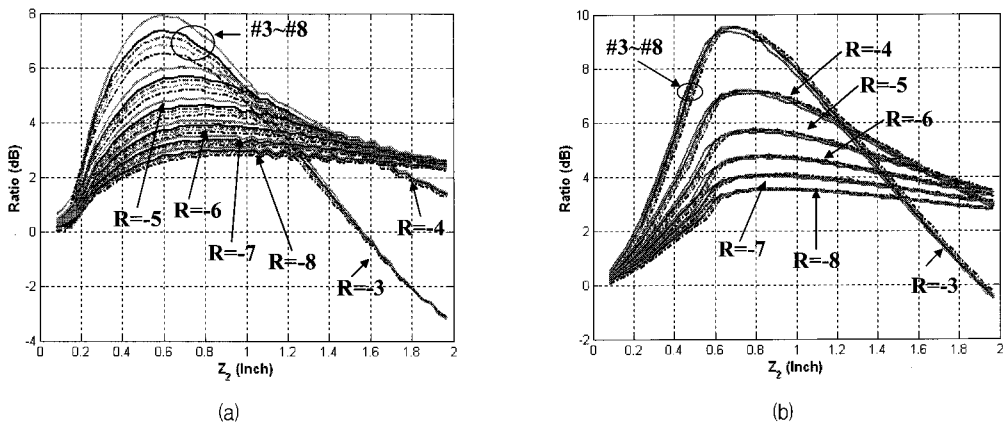 (a)
8
6
4
2
0
-2
-4
Ratio (dB)
#3~#8
R=-5
R=-6
R=-7
R=-8
R=-3
R=-4
0 0.2 0.4 0.6 0.8 1 1.2 1.4 1.6 1.8 2
Z2 (Inch)
(a)
(b)
10
8
6
4
2
0
-2
Ratio (dB)
#3~#8
R=-4
R=-5
R=-6
R=-7
R=-8
R=-3
0 0.2 0.4 0.6 0.8 1 1.2 1.4 1.6 1.8 2
Z2 (Inch)
(b)